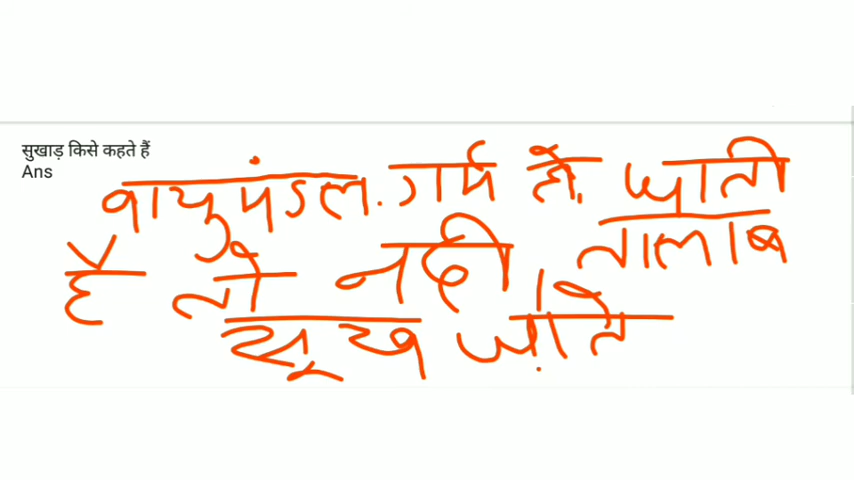 सुखाड़ किसे कहते हैं
Ans
वायुमंडल. गर्म हो. जाती
है तो नदी, तालाब
सूख जाते